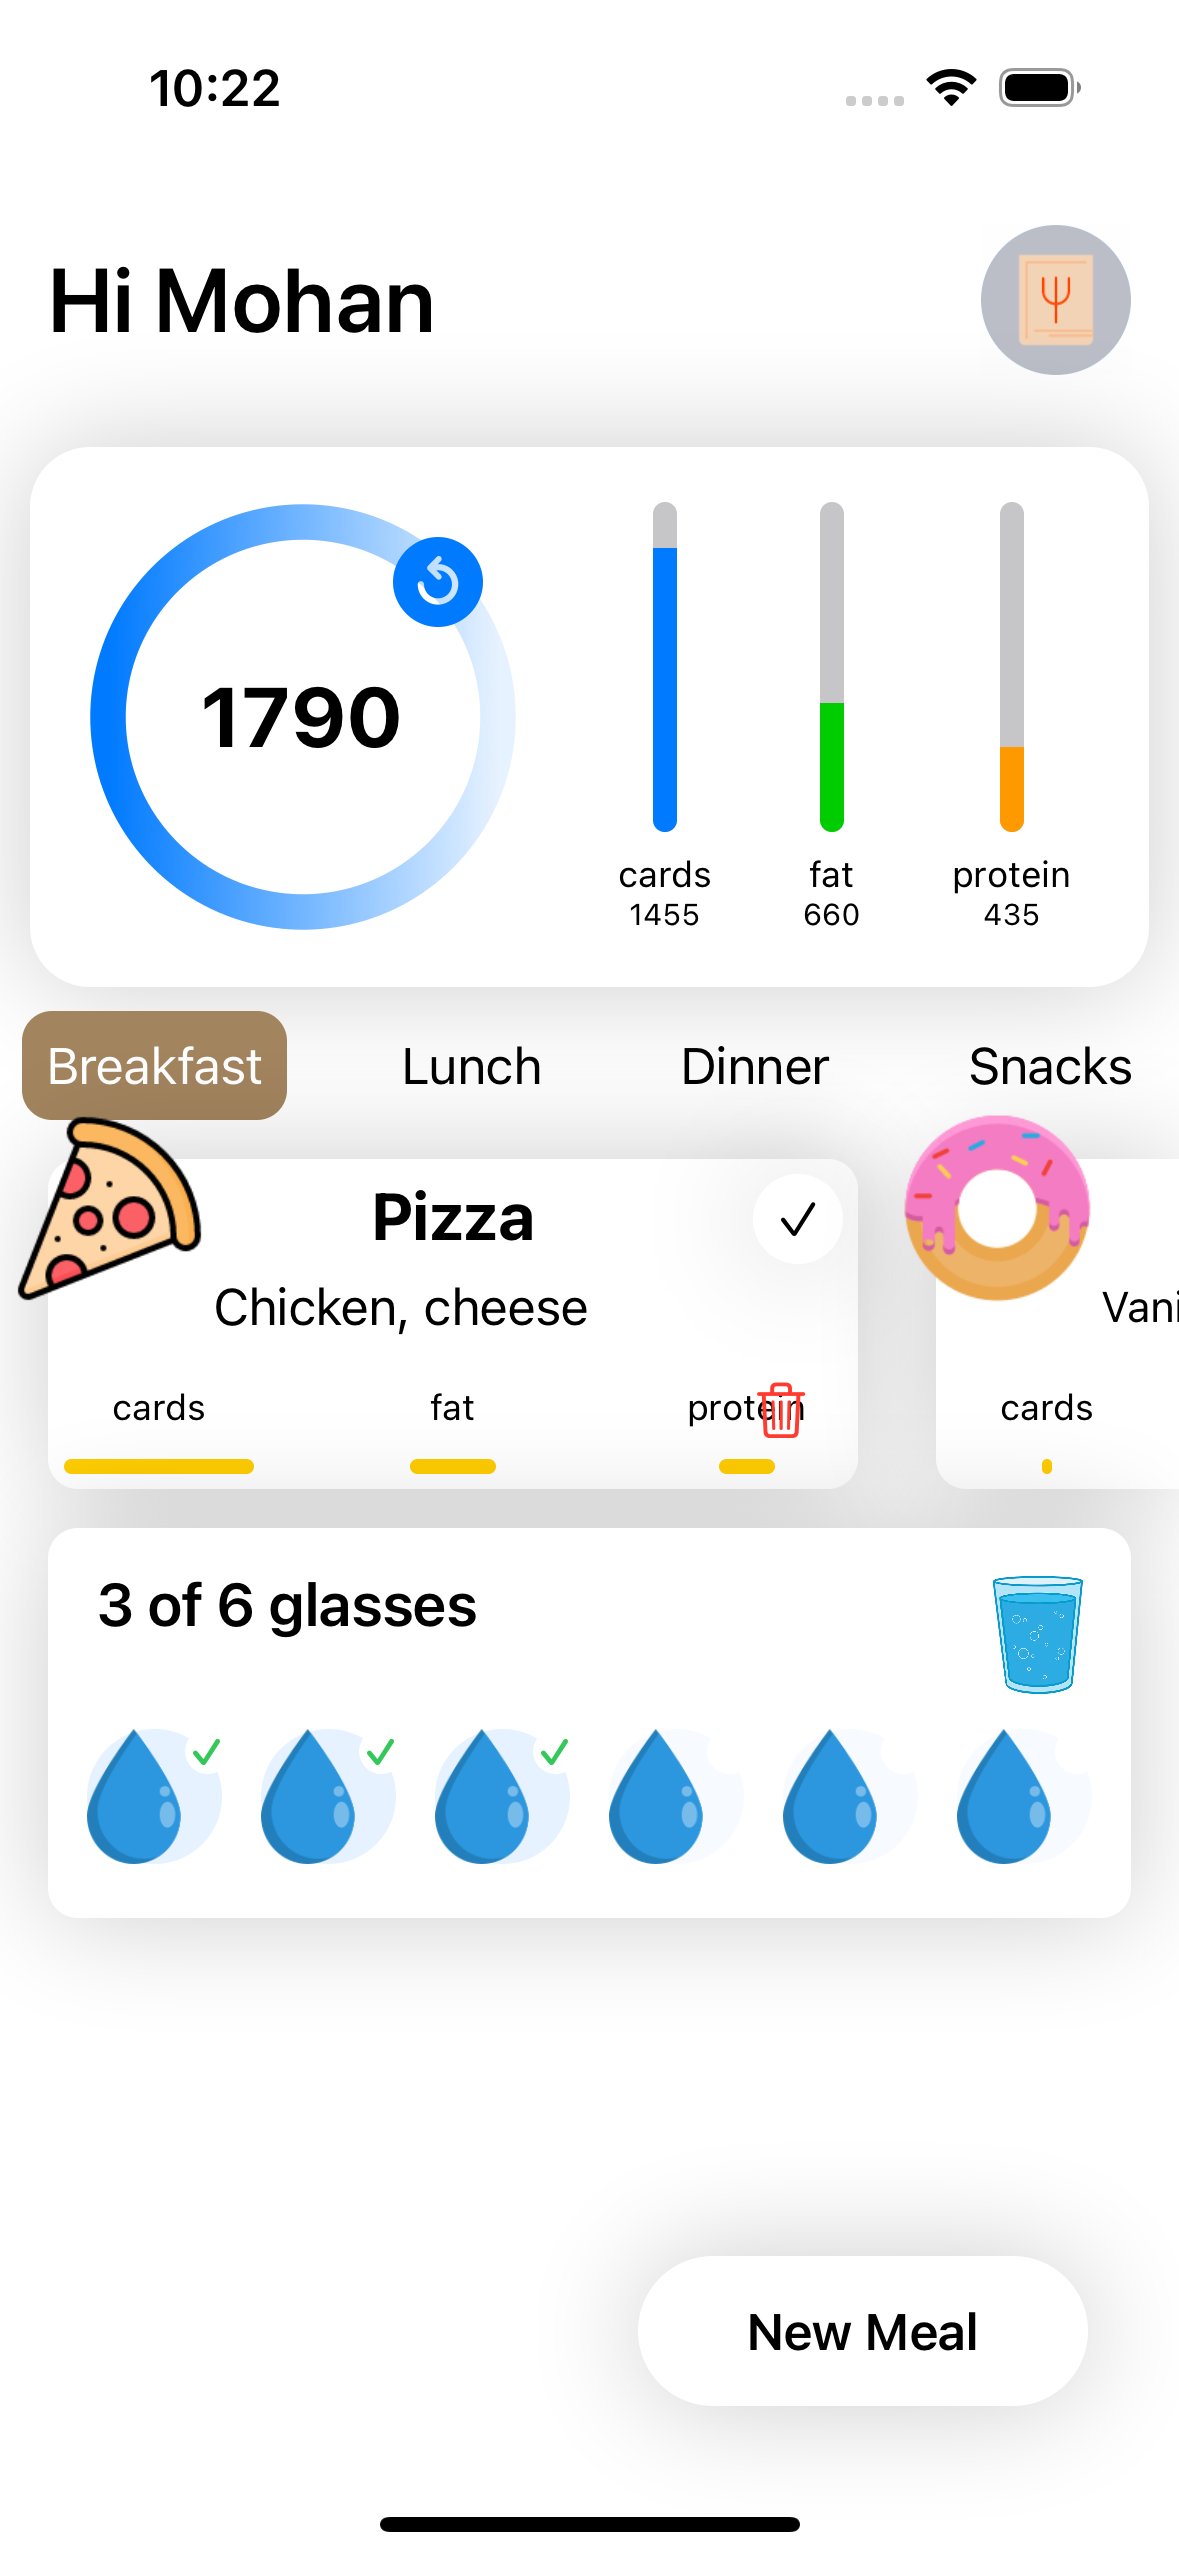 10:22
Hi Mohan
1790
cards fat protein
1455 660 435
Breakfast Lunch Dinner Snacks
Pizza
Chicken, cheese
cards fat protein
Vani
cards
3 of 6 glasses
New Meal